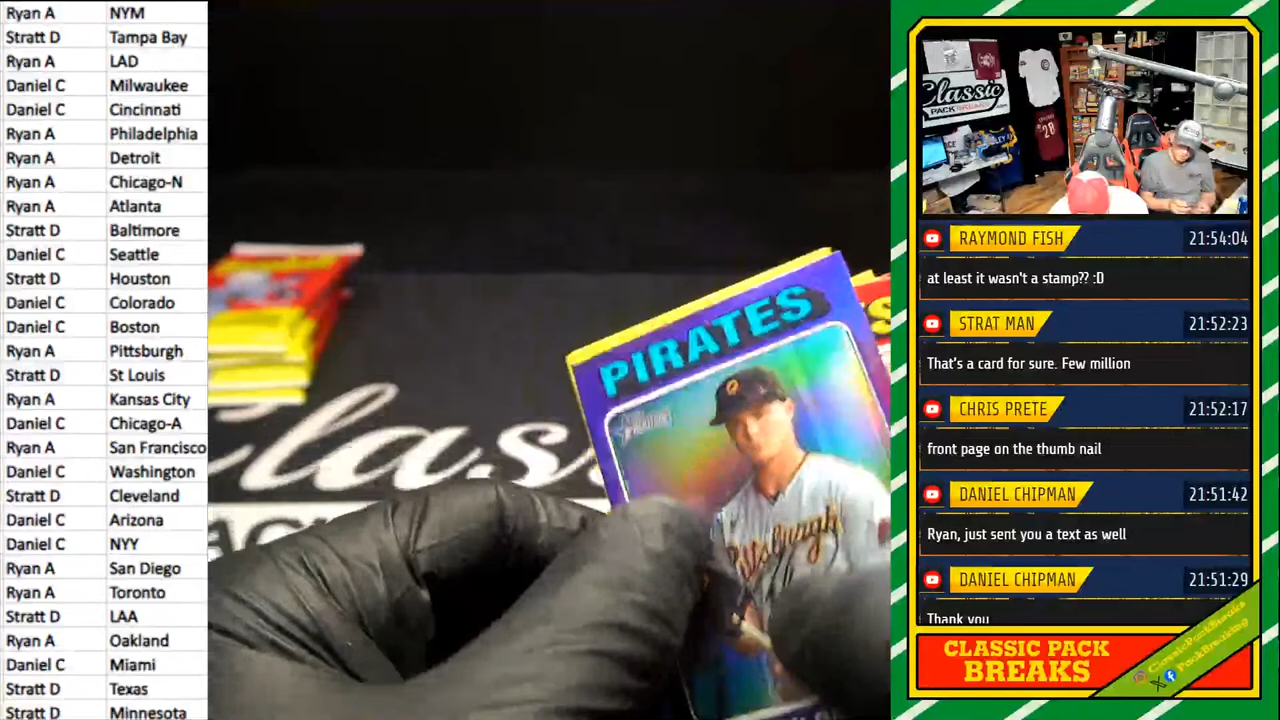 Ryan A NYM
Stratt D Tampa Bay
Ryan A LAD
Daniel C Milwaukee
Daniel C Cincinnati
Ryan A Philadelphia
Ryan A Detroit
Ryan A Chicago-N
Ryan A Atlanta
Stratt D Baltimore
Daniel C Seattle
Stratt D Houston
Daniel C Colorado
Daniel C Boston
Ryan A Pittsburgh
Stratt D St Louis
Ryan A Kansas City
Daniel C Chicago-A
Ryan A San Francisco
Daniel C Washington
Stratt D Cleveland
Daniel C Arizona
Daniel C NYY
Ryan A San Diego
Ryan A Toronto
Stratt D LAA
Ryan A Oakland
Daniel C Miami
Stratt D Texas
Stratt D Minnesota
PIRATES
Pittsburgh
Classic
PACK BREAKS
RAYMOND FISH 21:54:04
at least it wasn't a stamp?? :D
STRAT MAN 21:52:23
That's a card for sure. Few million
CHRIS PRETE 21:52:17
front page on the thumb nail
DANIEL CHIPMAN 21:51:42
Ryan, just sent you a text as well
DANIEL CHIPMAN 21:51:29
Thank you
CLASSIC PACK
BREAKS
ClassicPackBreaks
PackBreaking